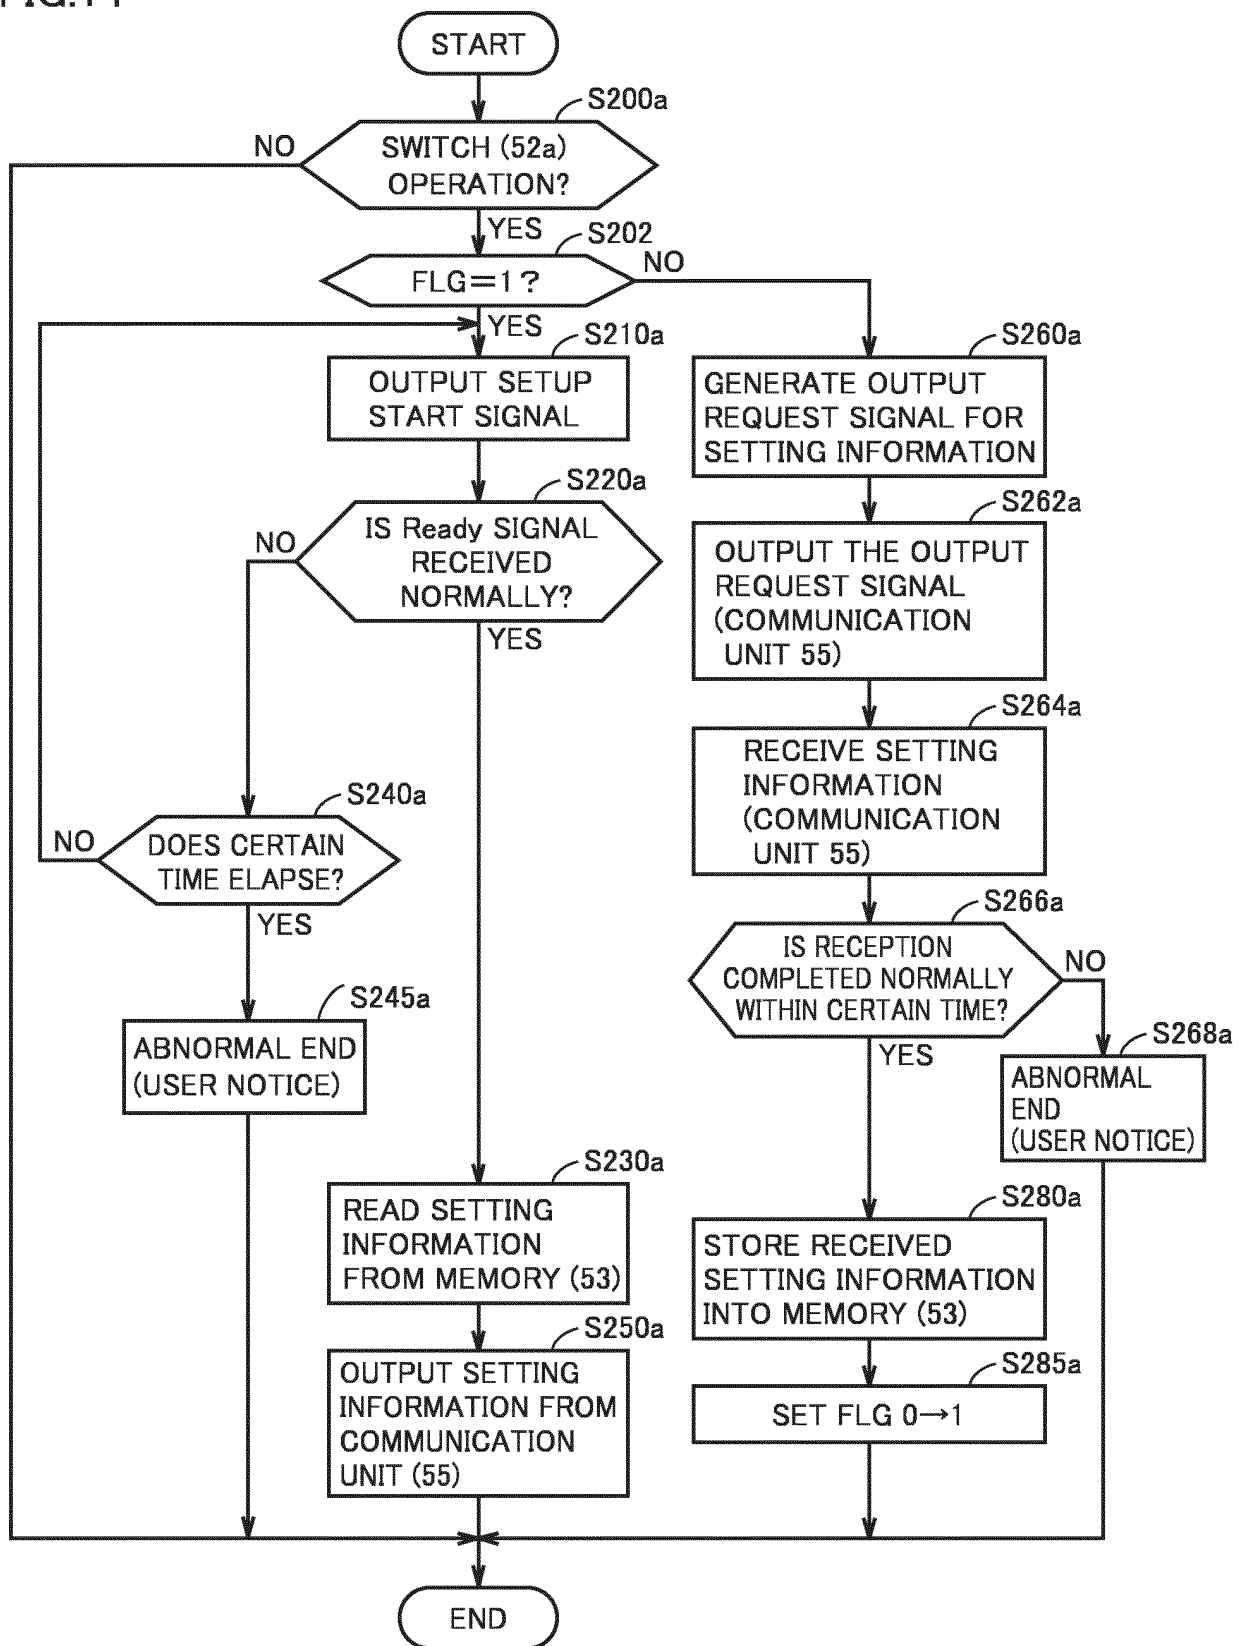 START
S200a
NO
SWITCH (52a)
OPERATION?
YES
S202
FLG=1?
NO
YES
S210a
OUTPUT SETUP
START SIGNAL
S260a
GENERATE OUTPUT
REQUEST SIGNAL FOR
SETTING INFORMATION
S220a
NO
IS Ready SIGNAL
RECEIVED
NORMALLY?
YES
S262a
OUTPUT THE OUTPUT
REQUEST SIGNAL
(COMMUNICATION
UNIT 55)
S264a
RECEIVE SETTING
INFORMATION
(COMMUNICATION
UNIT 55)
S240a
NO
DOES CERTAIN
TIME ELAPSE?
YES
S266a
IS RECEPTION
COMPLETED NORMALLY
WITHIN CERTAIN TIME?
NO
YES
S245a
ABNORMAL END
(USER NOTICE)
S268a
ABNORMAL
END
(USER NOTICE)
S230a
READ SETTING
INFORMATION
FROM MEMORY (53)
S280a
STORE RECEIVED
SETTING INFORMATION
INTO MEMORY (53)
S250a
OUTPUT SETTING
INFORMATION FROM
COMMUNICATION
UNIT (55)
S285a
SET FLG 0→1
END